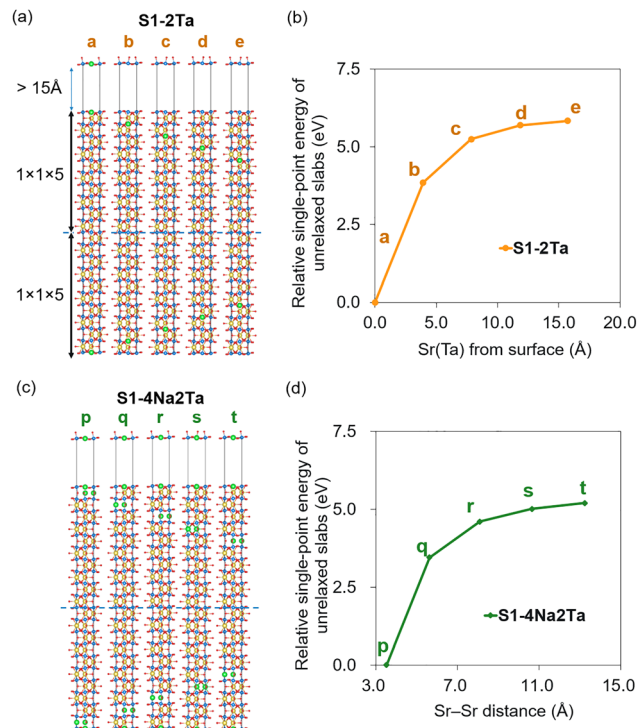 (a)
S1-2Ta
a b c d e
> 15Å
1×1×5
1×1×5
(b)
Relative single-point energy of
unrelaxed slabs (eV)
7.5
5.0
2.5
0.0
a
b
c
d
e
S1-2Ta
0.0 5.0 10.0 15.0 20.0
Sr(Ta) from surface (Å)
(c)
S1-4Na2Ta
p q r s t
(d)
Relative single-point energy of
unrelaxed slabs (eV)
7.5
5.0
2.5
0.0
p
q
r
s
t
S1-4Na2Ta
3.0 7.0 11.0 15.0
Sr–Sr distance (Å)